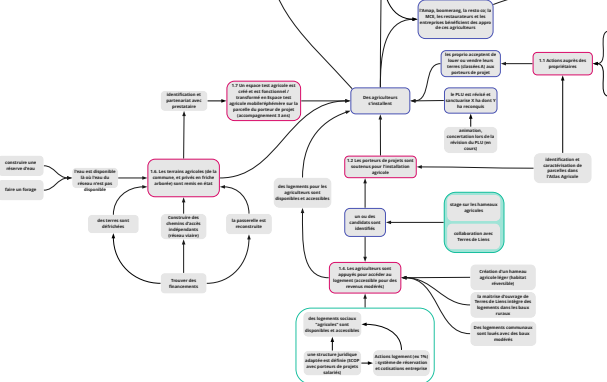 l'Amap, boomerang, la resto co; la
MCE, les restaurateurs et les
entreprises bénéficient des appro
de ces agriculteurs
les proprios acceptent de
louer ou vendre leurs
terres (classées A) aux
porteurs de projet
1.1 Actions auprès des
propriétaires
1.7 Un espace test agricole est
créé et est functionnel /
transformé en Espace test
agricole mobile/éphémère sur la
parcelle du porteur de projet
(accompagnement 3 ans)
identification et
partenariat avec
prestataire
Des agriculteurs
s'installent
le PLU est révisé et
sanctuarise X ha dont Y
ha reconquis
animation,
concertation lors de la
révision du PLU (en
cours)
construire une
réserve d'eau
faire un forage
l'eau est disponible
là où l'eau du
réseau n'est pas
disponible
1.6. Les terrains agricoles (de la
commune, et privés en friche
arborée) sont remis en état
1.2 Les porteurs de projets sont
soutenus pour l'installation
agricole
identification et
caractérisation de
parcelles dans
l'Atlas Agricole
des logements pour les
agriculteurs sont
disponibles et accessibles
des terres sont
défrichées
Construire des
chemins d'accès
indépendants
(réseau viaire)
la passerelle est
reconstruite
un ou des
candidats sont
identifiés
stage sur les hameaux
agricoles
collaboration avec
Terres de Liens
Trouver des
financements
1.4. Les agriculteurs sont
appuyés pour accéder au
logement (accessible pour des
revenus modérés)
Création d'un hameau
agricole léger (habitat
réversible)
la maitrise d'ouvrage de
Terres de Liens intègre des
logements dans les baux
ruraux
Des logements communaux
sont loués avec des baux
modérés
des logements sociaux
"agricoles" sont
disponibles et accessibles
une structure juridique
adaptée est définie (SCOP
avec porteurs de projets
salariés)
Actions logement (ex 1%)
: système de réservation
et cotisations entreprise